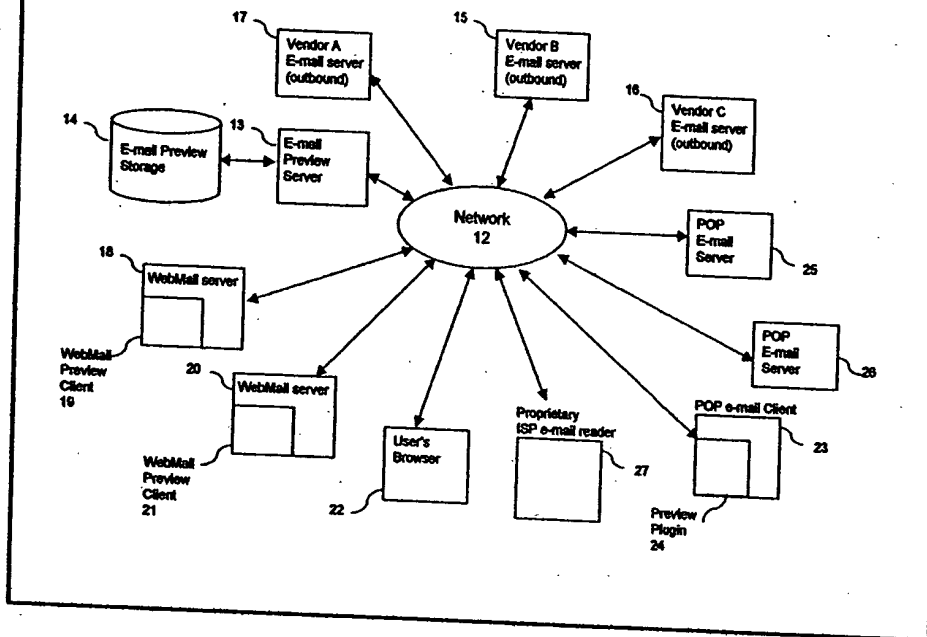 17
Vendor A
E-mail server
(outbound)
15
Vendor B
E-mail server
(outbound)
16
Vendor C
E-mail server
(outbound)
14
E-mail Preview
Storage
13
E-mail
Preview
Server
Network
12
POP
E-mail
Server
25
18
WebMail server
WebMail
Preview
Client
19
20
WebMail server
WebMail
Preview
Client
21
User's
Browser
22
Proprietary
ISP e-mail reader
27
POP
E-mail
Server
26
POP e-mail Client
23
Preview
Plugin
24